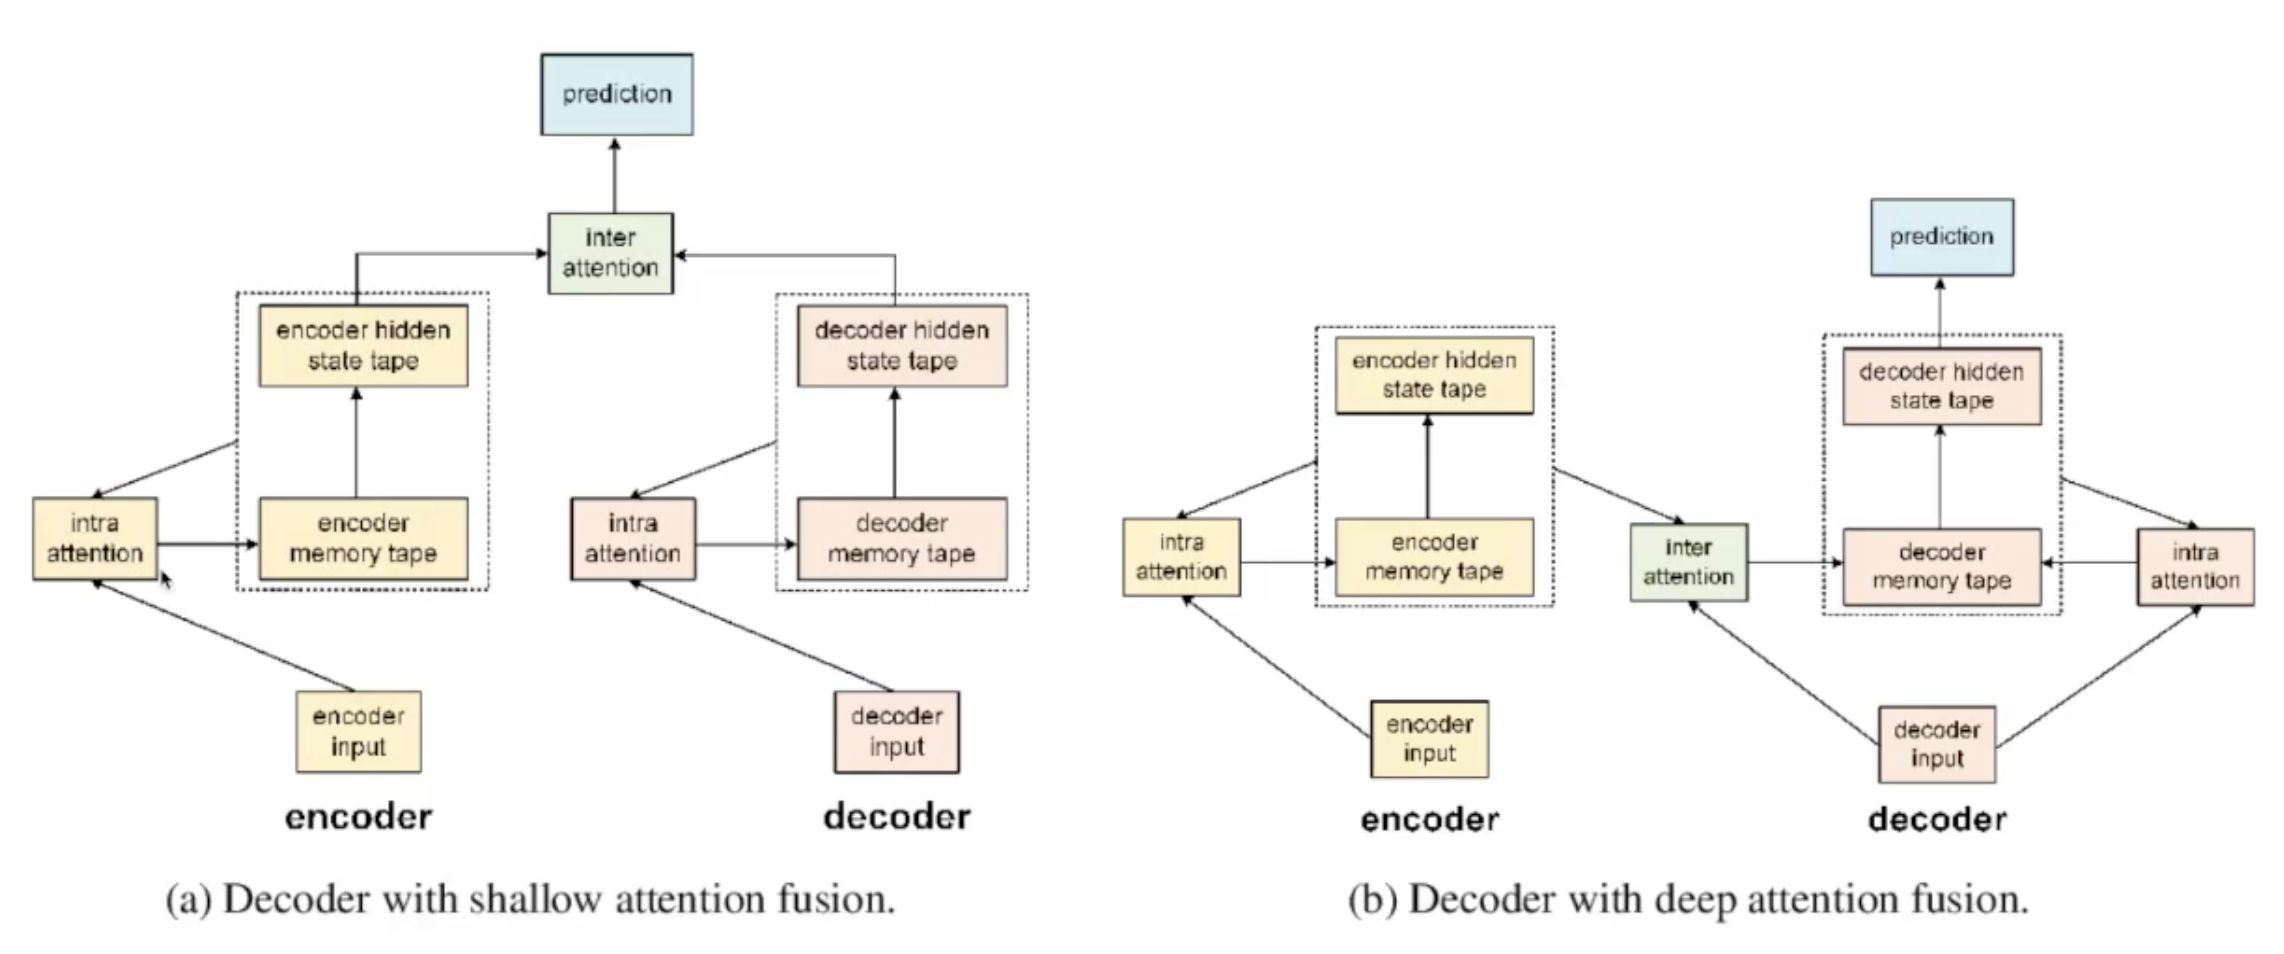 prediction
inter
attention
encoder hidden
state tape
decoder hidden
state tape
intra
attention
encoder
memory tape
intra
attention
decoder
memory tape
encoder
input
decoder
input
encoder
decoder
(a) Decoder with shallow attention fusion.
prediction
encoder hidden
state tape
decoder hidden
state tape
intra
attention
encoder
memory tape
inter
attention
decoder
memory tape
intra
attention
encoder
input
decoder
input
encoder
decoder
(b) Decoder with deep attention fusion.